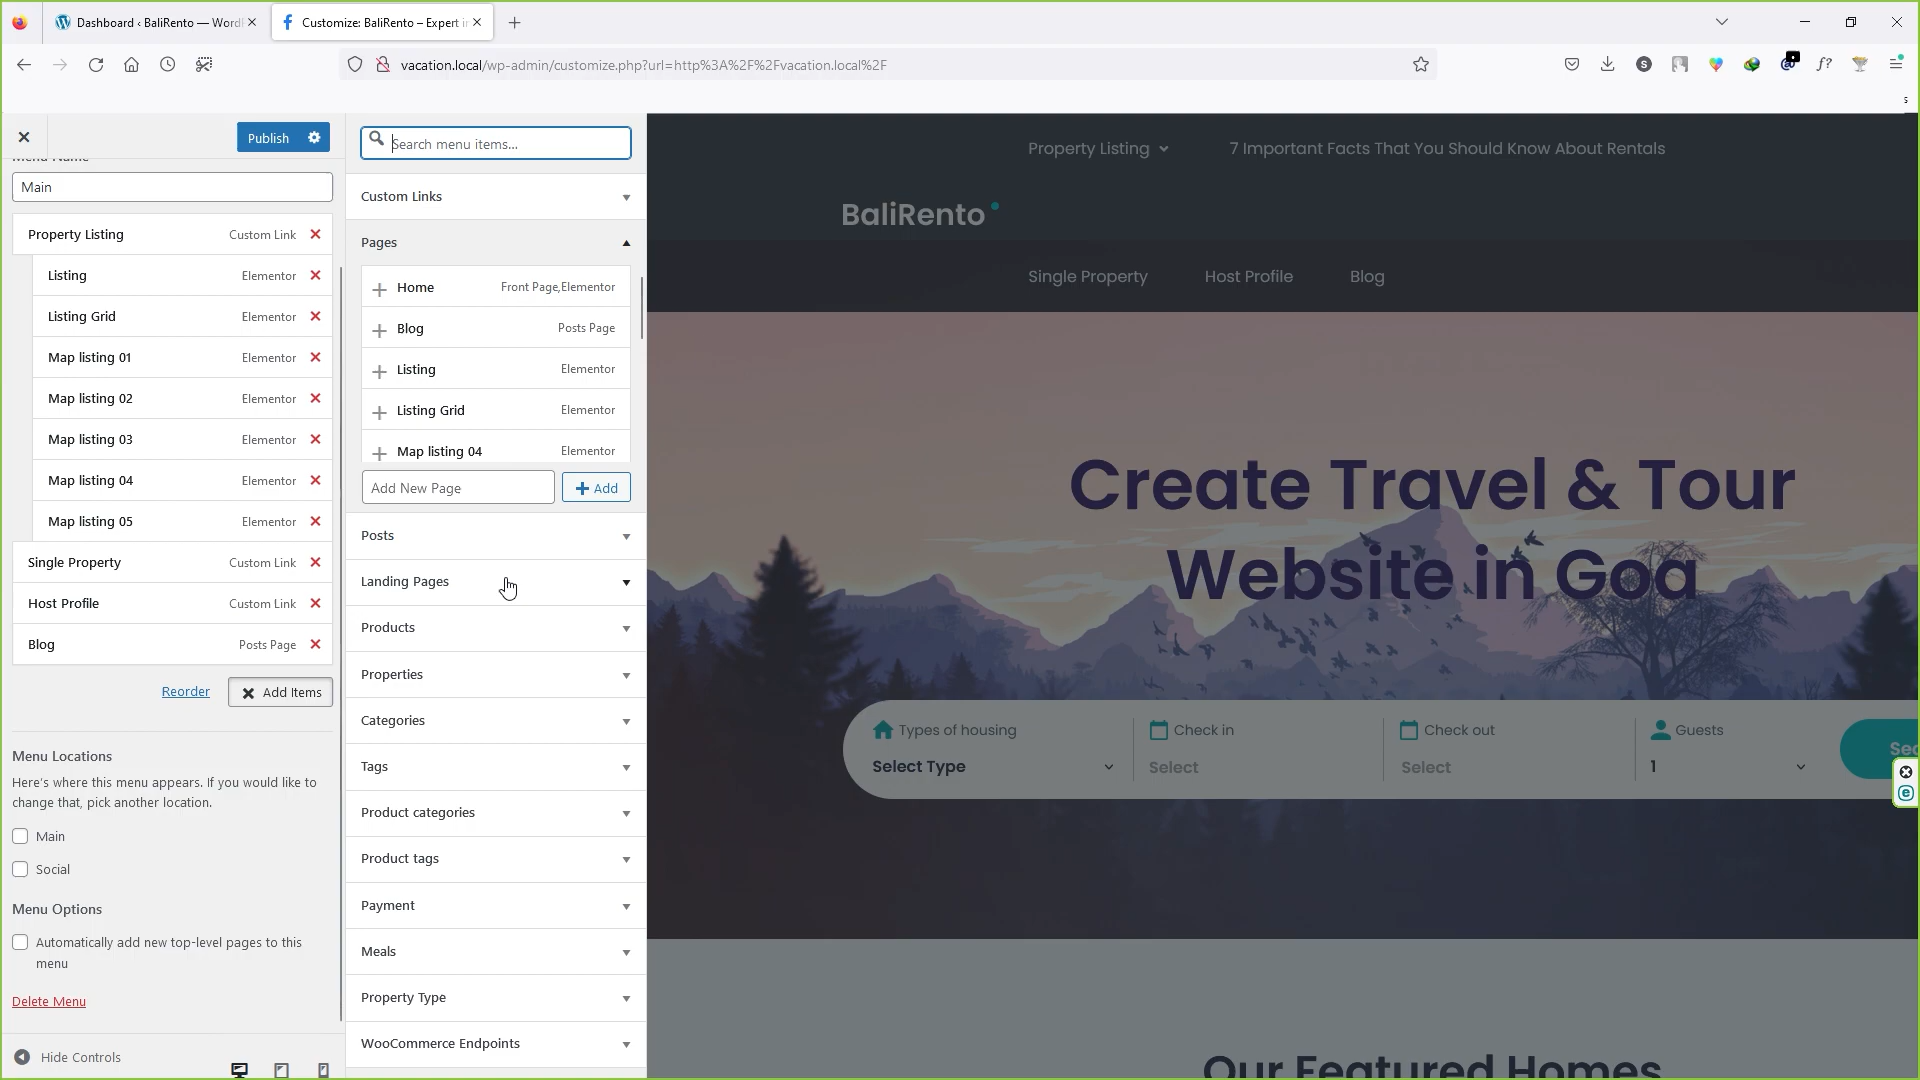 Dashboard ‹ BaliRento — Word
Customize: BaliRento – Expert in
vacation.local/wp-admin/customize.php?url=http%3A%2F%2Fvacation.local%2F
Publish
Menu Name
Main
Property Listing Custom Link
Listing Elementor
Listing Grid Elementor
Map listing 01 Elementor
Map listing 02 Elementor
Map listing 03 Elementor
Map listing 04 Elementor
Map listing 05 Elementor
Single Property Custom Link
Host Profile Custom Link
Blog Posts Page
Reorder
Add Items
Menu Locations
Here's where this menu appears. If you would like to
change that, pick another location.
Main
Social
Menu Options
Automatically add new top-level pages to this
menu
Delete Menu
Hide Controls
Search menu items...
Custom Links
Pages
Home Front Page,Elementor
Blog Posts Page
Listing Elementor
Listing Grid Elementor
Map listing 04 Elementor
Add New Page
Add
Posts
Landing Pages
Products
Properties
Categories
Tags
Product categories
Product tags
Payment
Meals
Property Type
WooCommerce Endpoints
Property Listing 7 Important Facts That You Should Know About Rentals
BaliRento
Single Property Host Profile Blog
Create Travel & Tour
Website in Goa
Types of housing Check in Check out Guests
Select Type Select Select 1
Sea
Our Featured Homes